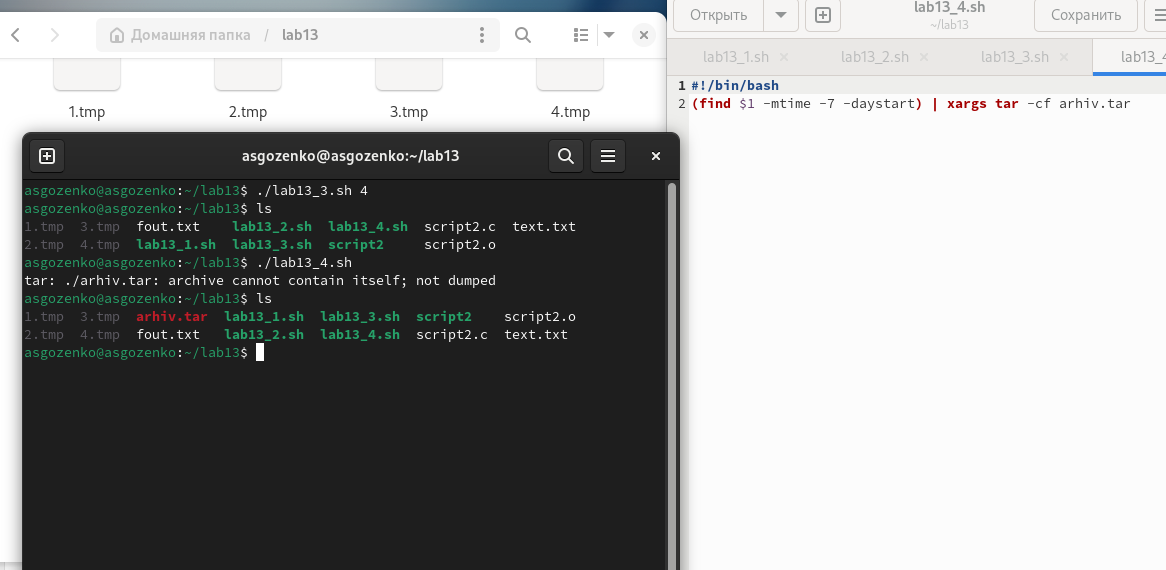 Домашняя папка / lab13
1.tmp 2.tmp 3.tmp 4.tmp
asgozenko@asgozenko:~/lab13
asgozenko@asgozenko:~/lab13$ ./lab13_3.sh 4
asgozenko@asgozenko:~/lab13$ ls
1.tmp 3.tmp fout.txt lab13_2.sh lab13_4.sh script2.c text.txt
2.tmp 4.tmp lab13_1.sh lab13_3.sh script2 script2.o
asgozenko@asgozenko:~/lab13$ ./lab13_4.sh
tar: ./arhiv.tar: archive cannot contain itself; not dumped
asgozenko@asgozenko:~/lab13$ ls
1.tmp 3.tmp arhiv.tar lab13_1.sh lab13_3.sh script2 script2.o
2.tmp 4.tmp fout.txt lab13_2.sh lab13_4.sh script2.c text.txt
asgozenko@asgozenko:~/lab13$
Открыть
lab13_4.sh
~/lab13
Сохранить
lab13_1.sh lab13_2.sh lab13_3.sh lab13_4
1 #!/bin/bash
2 (find $1 -mtime -7 -daystart) | xargs tar -cf arhiv.tar